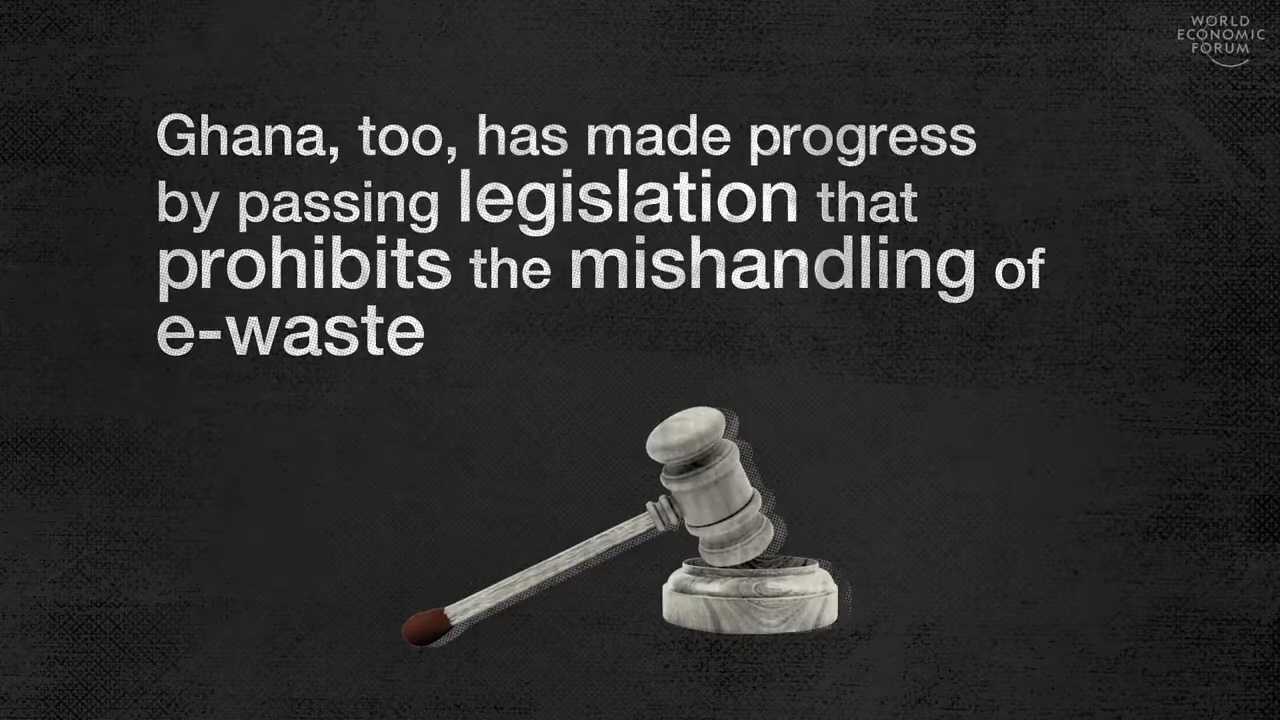 WORLD
ECONOMIC
FORUM
Ghana, too, has made progress
by passing legislation that
prohibits the mishandling of
e-waste